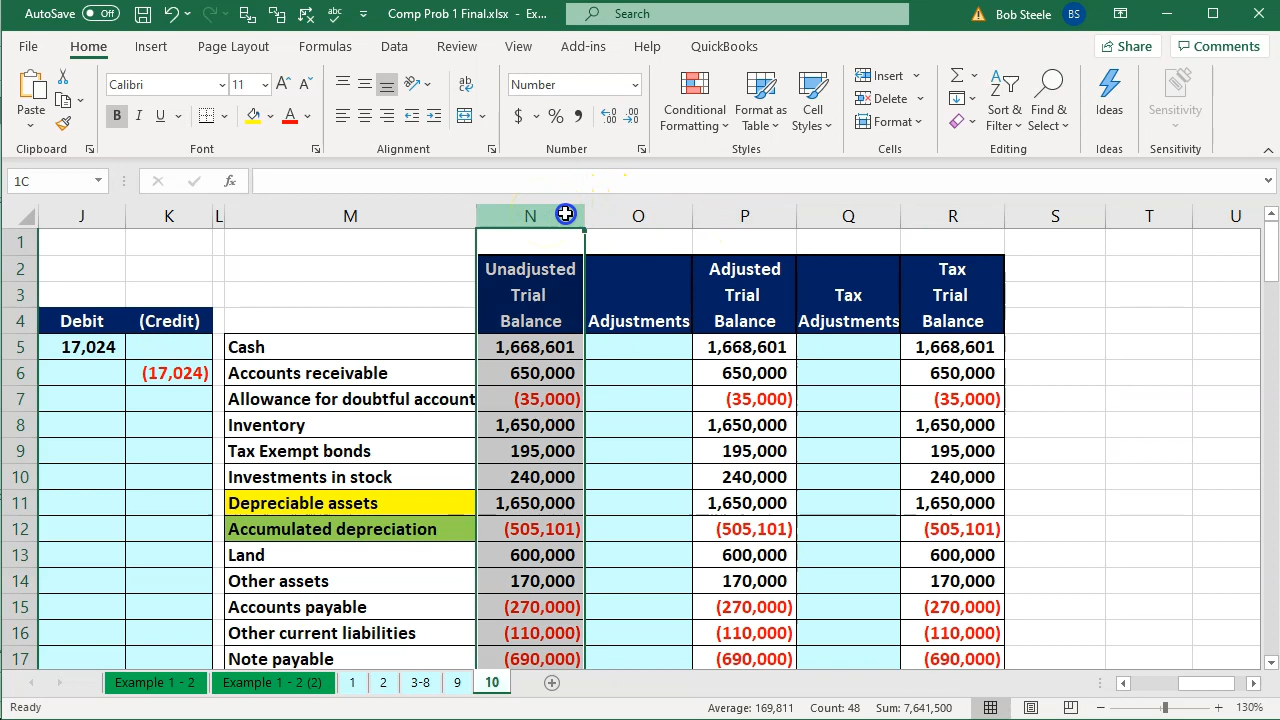 AutoSave Off Comp Prob 1 Final.xlsx - Ex... Search Bob Steele BS
File Home Insert Page Layout Formulas Data Review View Add-ins Help QuickBooks Share Comments
Calibri 11 Number Insert
Paste Conditional Format as Cell Delete Sort & Find & Ideas Sensitivity
Formatting Table Styles Format Filter Select
Clipboard Font Alignment Number Styles Cells Editing Ideas Sensitivity
1C fx
J K L M N O P Q R S T U
1
2 Unadjusted Adjusted Tax
3 Trial Trial Tax Trial
4 Debit (Credit) Balance Adjustments Balance Adjustments Balance
5 17,024 Cash 1,668,601 1,668,601 1,668,601
6 (17,024) Accounts receivable 650,000 650,000 650,000
7 Allowance for doubtful account (35,000) (35,000) (35,000)
8 Inventory 1,650,000 1,650,000 1,650,000
9 Tax Exempt bonds 195,000 195,000 195,000
10 Investments in stock 240,000 240,000 240,000
11 Depreciable assets 1,650,000 1,650,000 1,650,000
12 Accumulated depreciation (505,101) (505,101) (505,101)
13 Land 600,000 600,000 600,000
14 Other assets 170,000 170,000 170,000
15 Accounts payable (270,000) (270,000) (270,000)
16 Other current liabilities (110,000) (110,000) (110,000)
17 Note payable (690,000) (690,000) (690,000)
Example 1 - 2 Example 1 - 2 (2) 1 2 3-8 9 10
Ready Average: 169,811 Count: 48 Sum: 7,641,500 130%